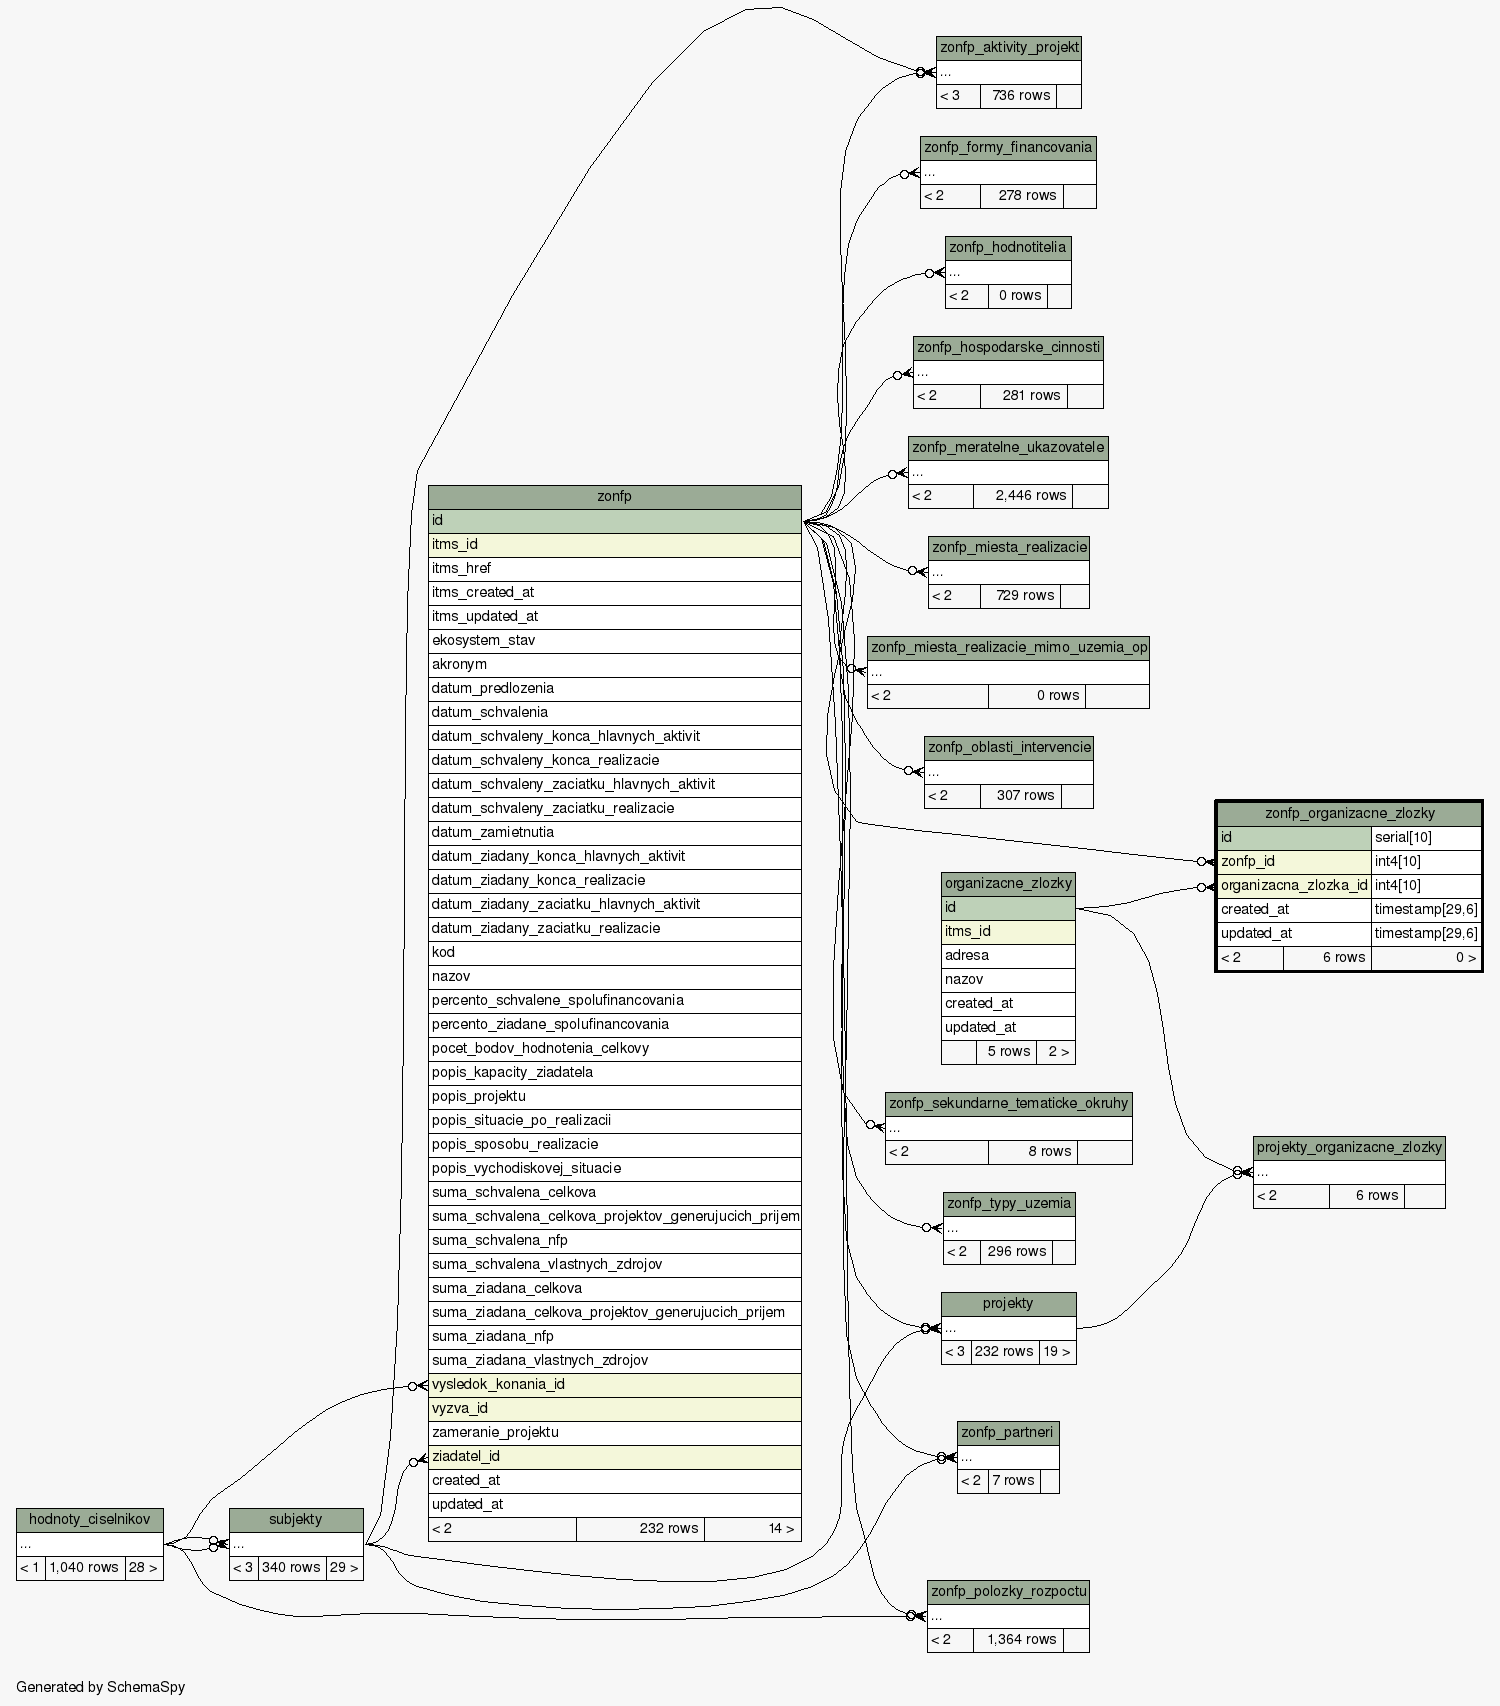 zonfp_aktivity_projekt
...
< 3 736 rows
zonfp_formy_financovania
...
< 2 278 rows
zonfp_hodnotitelia
...
< 2 0 rows
zonfp_hospodarske_cinnosti
...
< 2 281 rows
zonfp_meratelne_ukazovatele
...
< 2 2,446 rows
zonfp_miesta_realizacie
...
< 2 729 rows
zonfp_miesta_realizacie_mimo_uzemia_op
...
< 2 0 rows
zonfp_oblasti_intervencie
...
< 2 307 rows
zonfp
id
itms_id
itms_href
itms_created_at
itms_updated_at
ekosystem_stav
akronym
datum_predlozenia
datum_schvalenia
datum_schvaleny_konca_hlavnych_aktivit
datum_schvaleny_konca_realizacie
datum_schvaleny_zaciatku_hlavnych_aktivit
datum_schvaleny_zaciatku_realizacie
datum_zamietnutia
datum_ziadany_konca_hlavnych_aktivit
datum_ziadany_konca_realizacie
datum_ziadany_zaciatku_hlavnych_aktivit
datum_ziadany_zaciatku_realizacie
kod
nazov
percento_schvalene_spolufinancovania
percento_ziadane_spolufinancovania
pocet_bodov_hodnotenia_celkovy
popis_kapacity_ziadatela
popis_projektu
popis_situacie_po_realizacii
popis_sposobu_realizacie
popis_vychodiskovej_situacie
suma_schvalena_celkova
suma_schvalena_celkova_projektov_generujucich_prijem
suma_schvalena_nfp
suma_schvalena_vlastnych_zdrojov
suma_ziadana_celkova
suma_ziadana_celkova_projektov_generujucich_prijem
suma_ziadana_nfp
suma_ziadana_vlastnych_zdrojov
vysledok_konania_id
vyzva_id
zameranie_projektu
ziadatel_id
created_at
updated_at
< 2 232 rows 14 >
zonfp_organizacne_zlozky
id serial[10]
zonfp_id int4[10]
organizacna_zlozka_id int4[10]
created_at timestamp[29,6]
updated_at timestamp[29,6]
< 2 6 rows 0 >
organizacne_zlozky
id
itms_id
adresa
nazov
created_at
updated_at
5 rows 2 >
zonfp_sekundarne_tematicke_okruhy
...
< 2 8 rows
projekty_organizacne_zlozky
...
< 2 6 rows
zonfp_typy_uzemia
...
< 2 296 rows
projekty
...
< 3 232 rows 19 >
zonfp_partneri
...
< 2 7 rows
hodnoty_ciselnikov
...
< 1 1,040 rows 28 >
subjekty
...
< 3 340 rows 29 >
zonfp_polozky_rozpoctu
...
< 2 1,364 rows
Generated by SchemaSpy